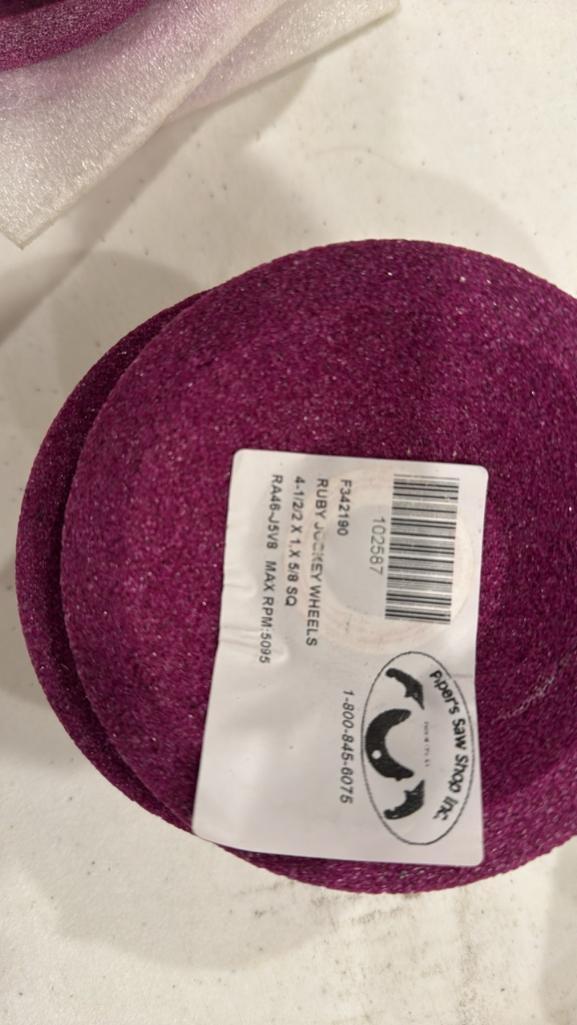 102587
F342190
RUBY JOCKEY WHEELS
4-1/2/2 X 1 X 5/8 SQ
RA46-J5V8 MAX RPM:5095
Piper's Saw Shop Inc.
1-800-845-6075